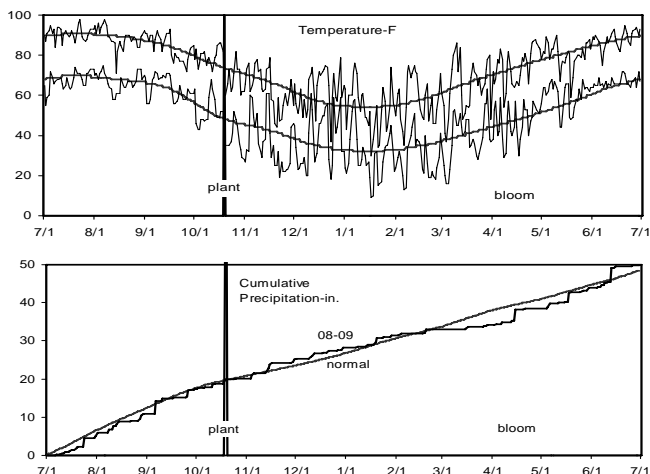 100
Temperature-F
80
60
40
20
plant
bloom
0
7/1 8/1 9/1 10/1 11/1 12/1 1/1 2/1 3/1 4/1 5/1 6/1 7/1
50
Cumulative
Precipitation-in.
40
08-09
30
normal
20
10
plant
bloom
0
7/1 8/1 9/1 10/1 11/1 12/1 1/1 2/1 3/1 4/1 5/1 6/1 7/1